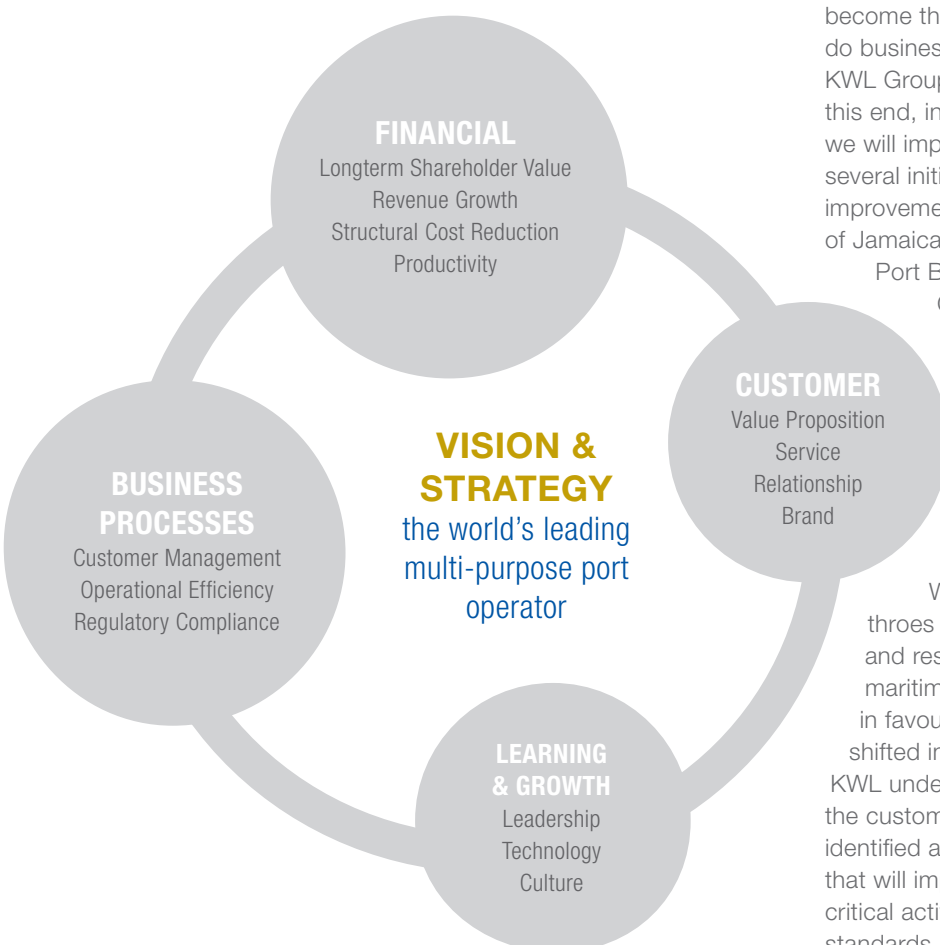 FINANCIAL
Longterm Shareholder Value
Revenue Growth
Structural Cost Reduction
Productivity
CUSTOMER
Value Proposition
Service
Relationship
Brand
VISION &
STRATEGY
the world's leading
multi-purpose port
operator
BUSINESS
PROCESSES
Customer Management
Operational Efficiency
Regulatory Compliance
LEARNING
& GROWTH
Leadership
Technology
Culture
become th
do busines
KWL Group
this end, in
we will imp
several initi
improveme
of Jamaica
Port B
throes
and res
maritim
in favou
shifted in
KWL unde
the custom
identified a
that will im
critical acti
standards